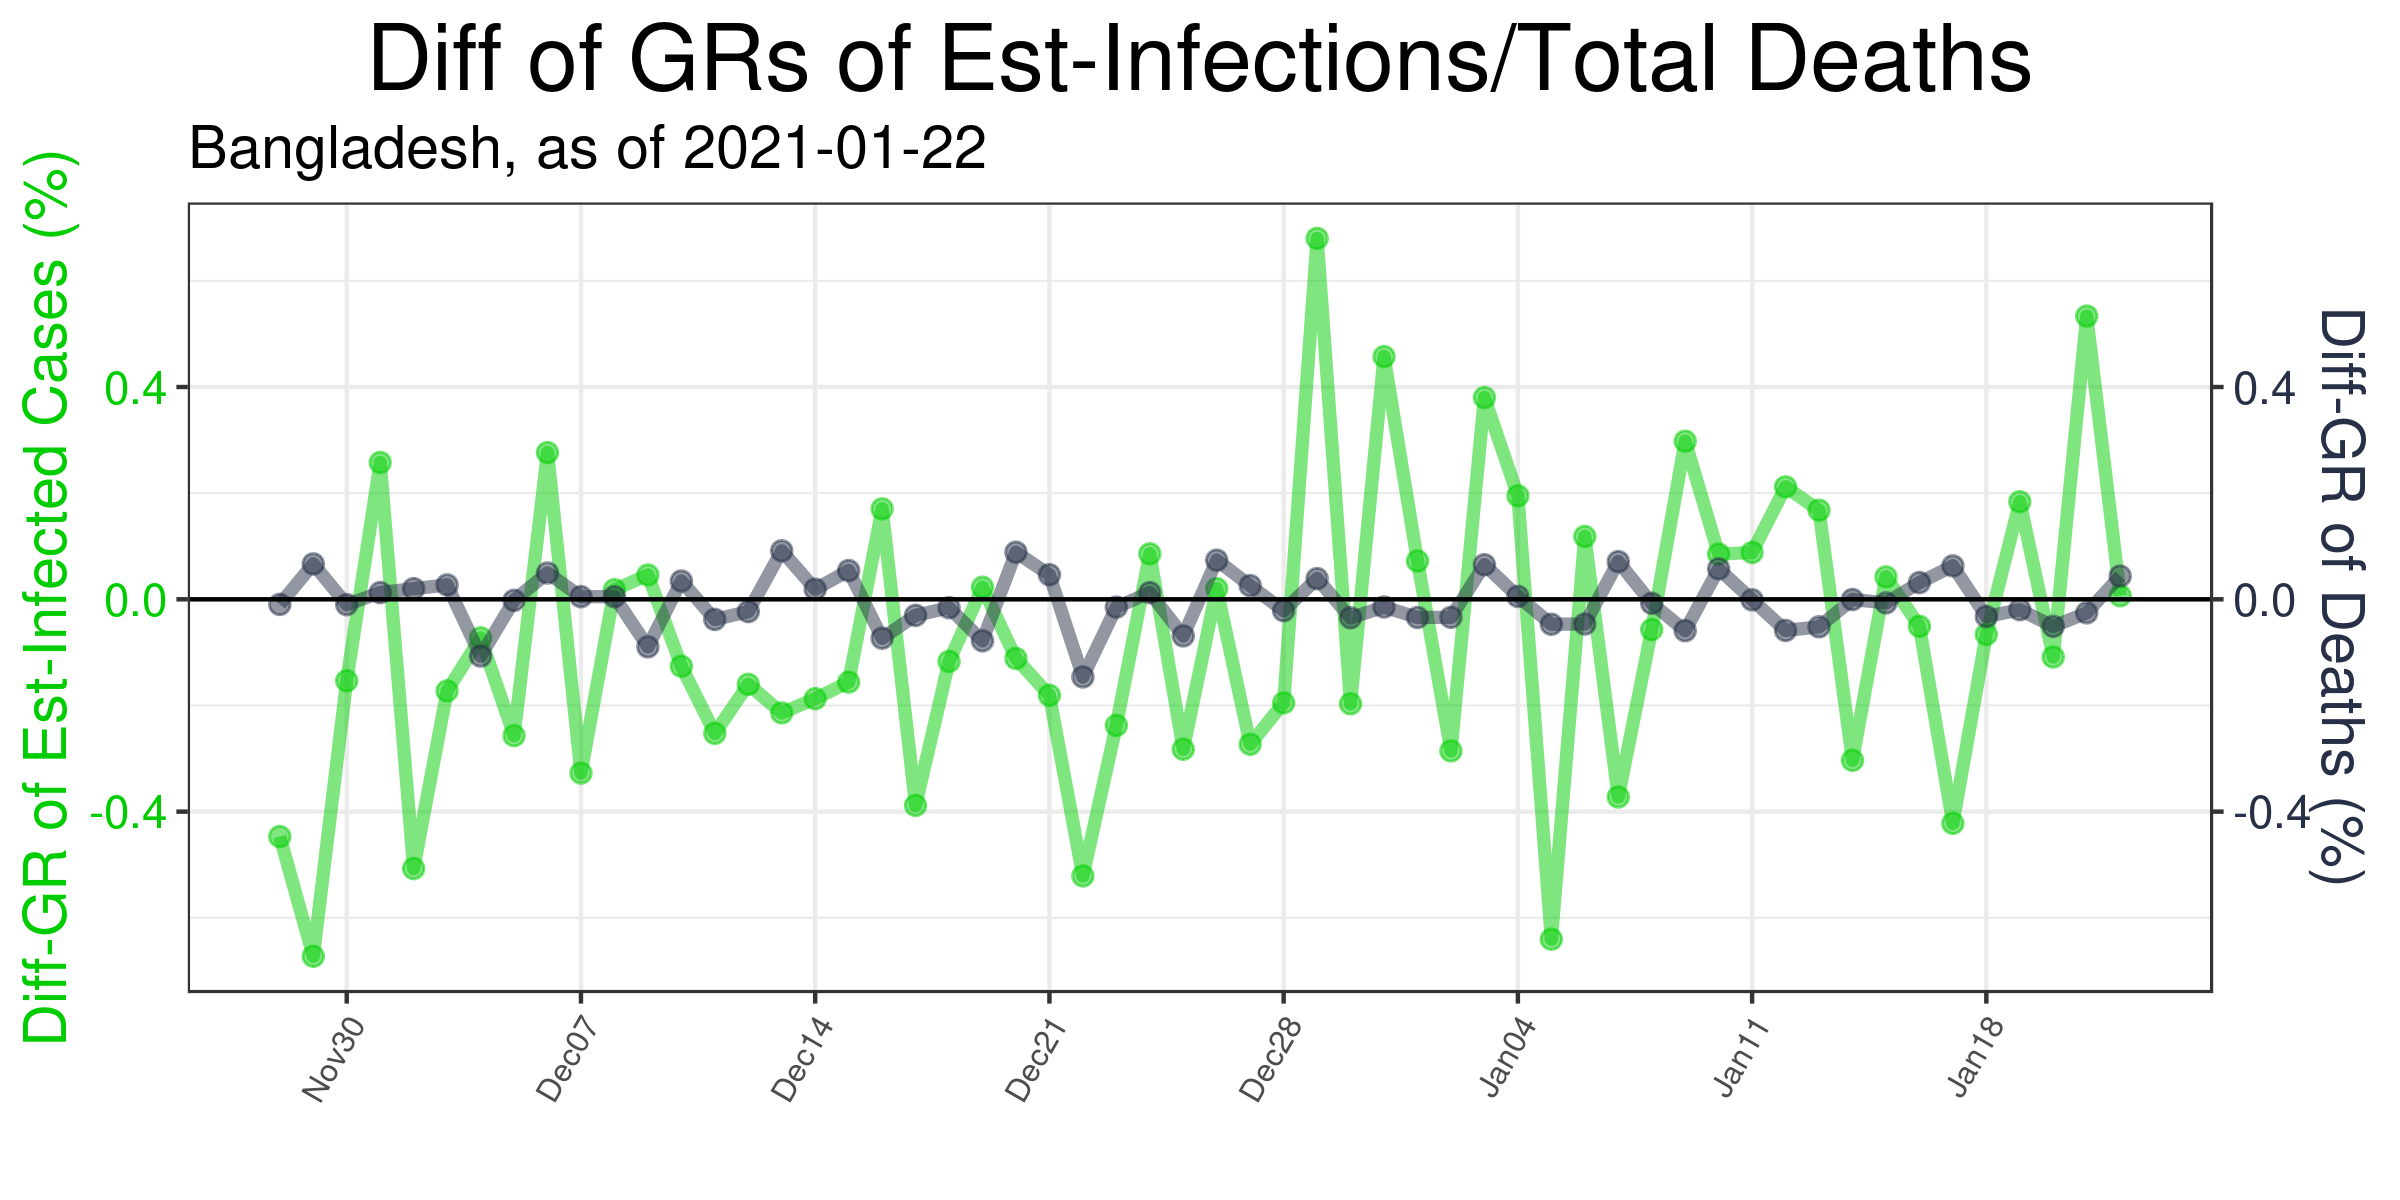 Diff of GRs of Est-Infections/Total Deaths
Bangladesh, as of 2021-01-22
Diff-GR of Est-Infected Cases (%)
0.4
0.0
-0.4
0.4
0.0
-0.4
Diff-GR of Deaths (%)
Nov30
Dec07
Dec14
Dec21
Dec28
Jan04
Jan11
Jan18